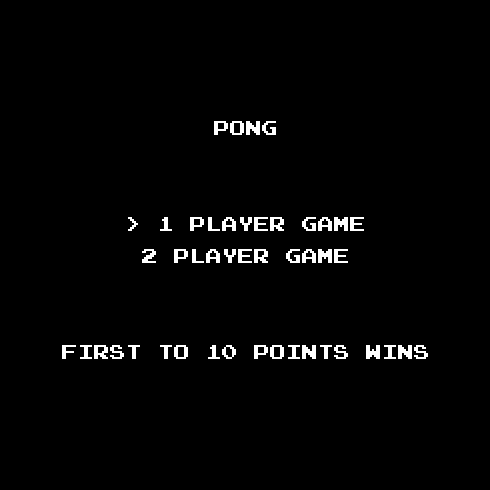 PONG
> 1 PLAYER GAME
2 PLAYER GAME
FIRST TO 10 POINTS WINS